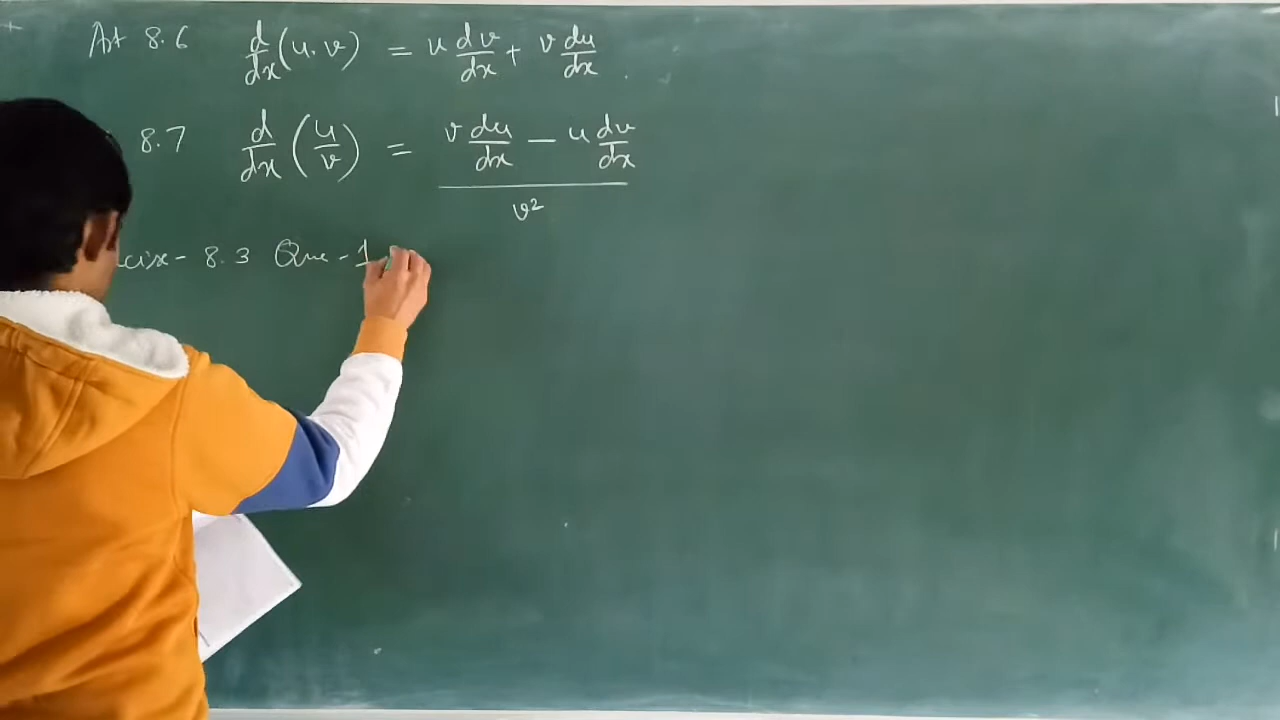 Art 8.6 d/dx (u.v) = u dv/dx + v du/dx .
8.7 d/dx (u/v) = (v du/dx − u dv/dx) / v²
cise - 8.3 Que - 1